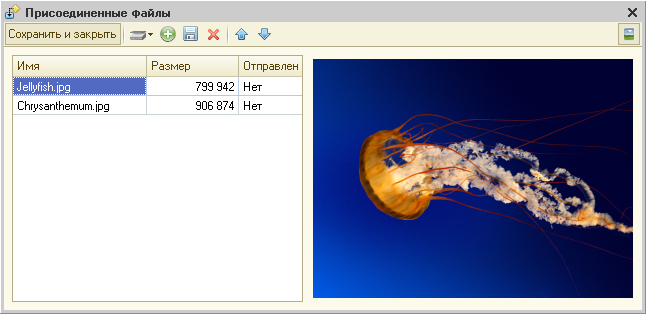 Присоединенные файлы
Сохранить и закрыть
Имя Размер Отправлен
Jellyfish.jpg 799 942 Нет
Chrysanthemum.jpg 906 874 Нет